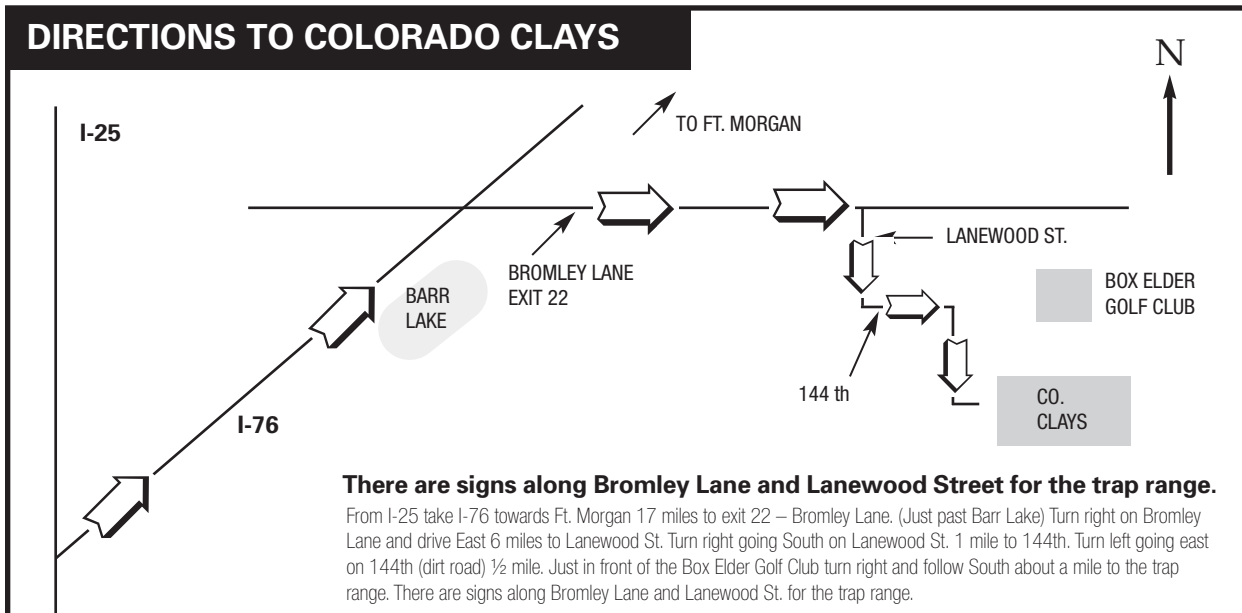 DIRECTIONS TO COLORADO CLAYS
N
I-25
TO FT. MORGAN
LANEWOOD ST.
BROMLEY LANE
EXIT 22
BARR
LAKE
BOX ELDER
GOLF CLUB
144 th
CO.
CLAYS
I-76
There are signs along Bromley Lane and Lanewood Street for the trap range.
From I-25 take I-76 towards Ft. Morgan 17 miles to exit 22 – Bromley Lane. (Just past Barr Lake) Turn right on Bromley
Lane and drive East 6 miles to Lanewood St. Turn right going South on Lanewood St. 1 mile to 144th. Turn left going east
on 144th (dirt road) ½ mile. Just in front of the Box Elder Golf Club turn right and follow South about a mile to the trap
range. There are signs along Bromley Lane and Lanewood St. for the trap range.